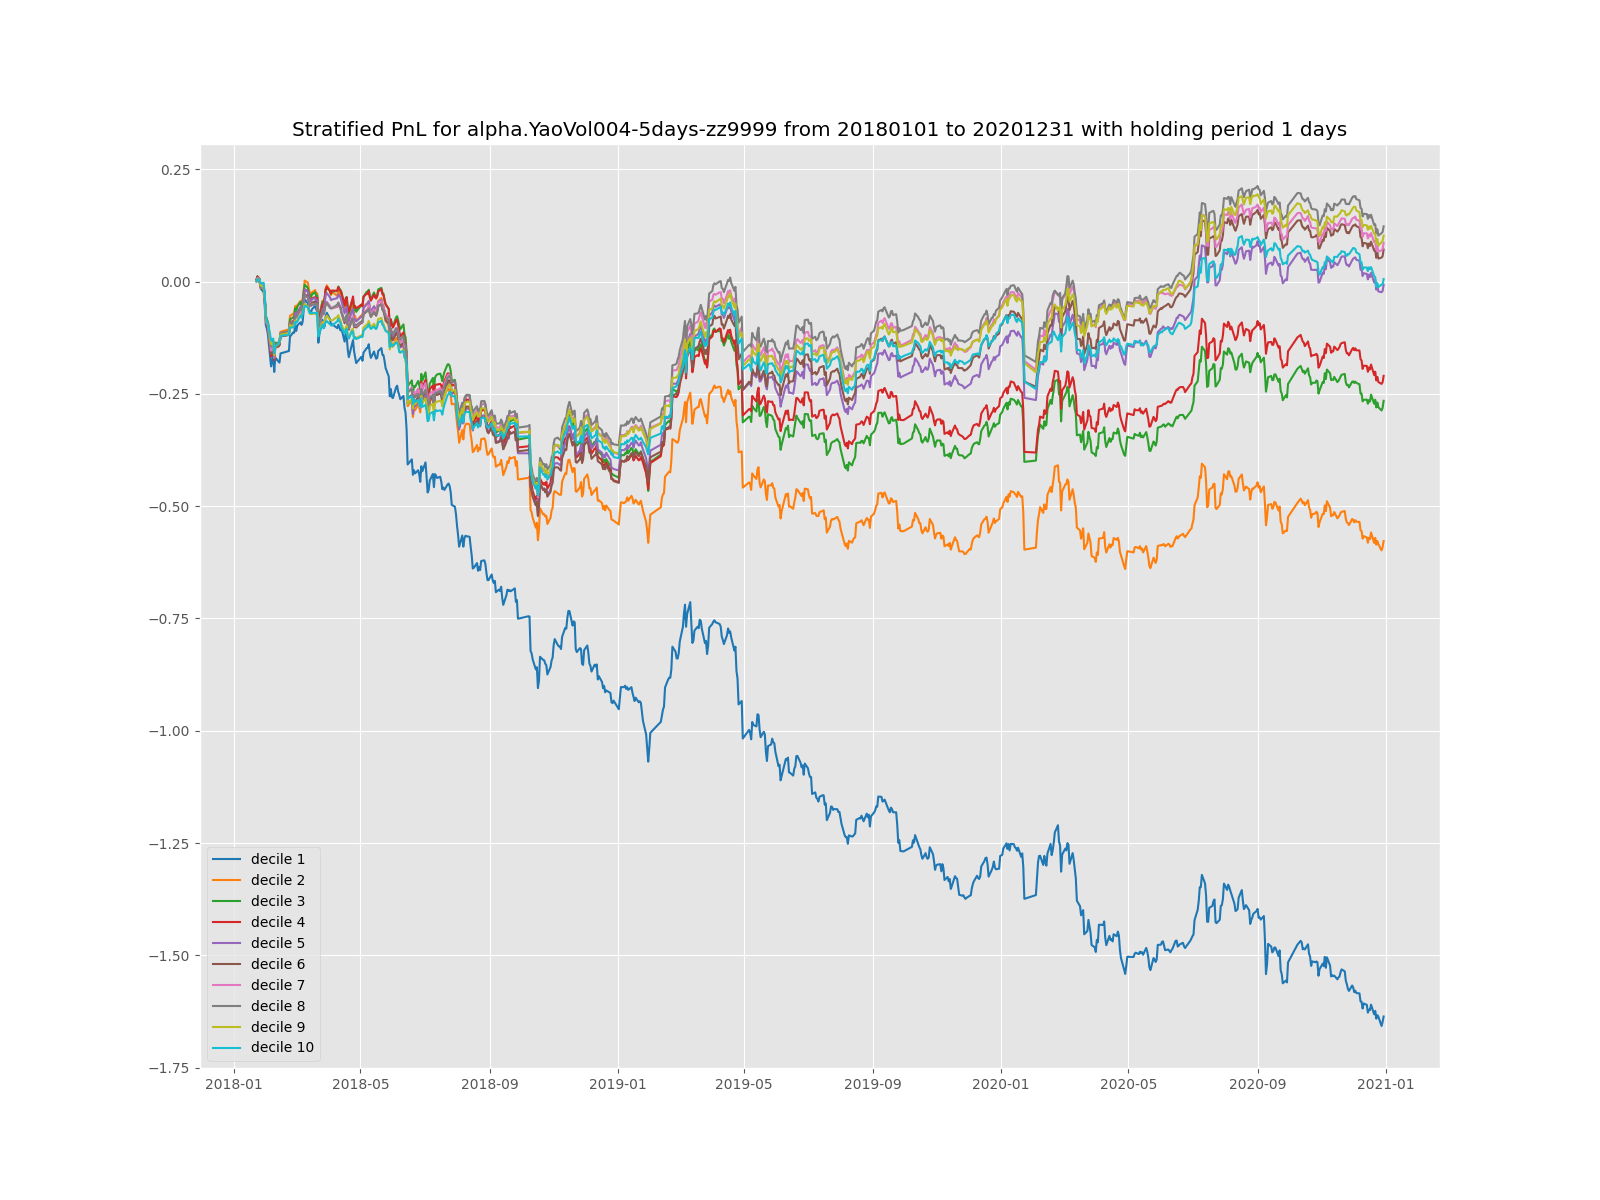 Stratified PnL for alpha.YaoVol004-5days-zz9999 from 20180101 to 20201231 with holding period 1 days
0.25
0.00
−0.25
−0.50
−0.75
−1.00
−1.25
−1.50
−1.75
decile 1
decile 2
decile 3
decile 4
decile 5
decile 6
decile 7
decile 8
decile 9
decile 10
2018-01 2018-05 2018-09 2019-01 2019-05 2019-09 2020-01 2020-05 2020-09 2021-01